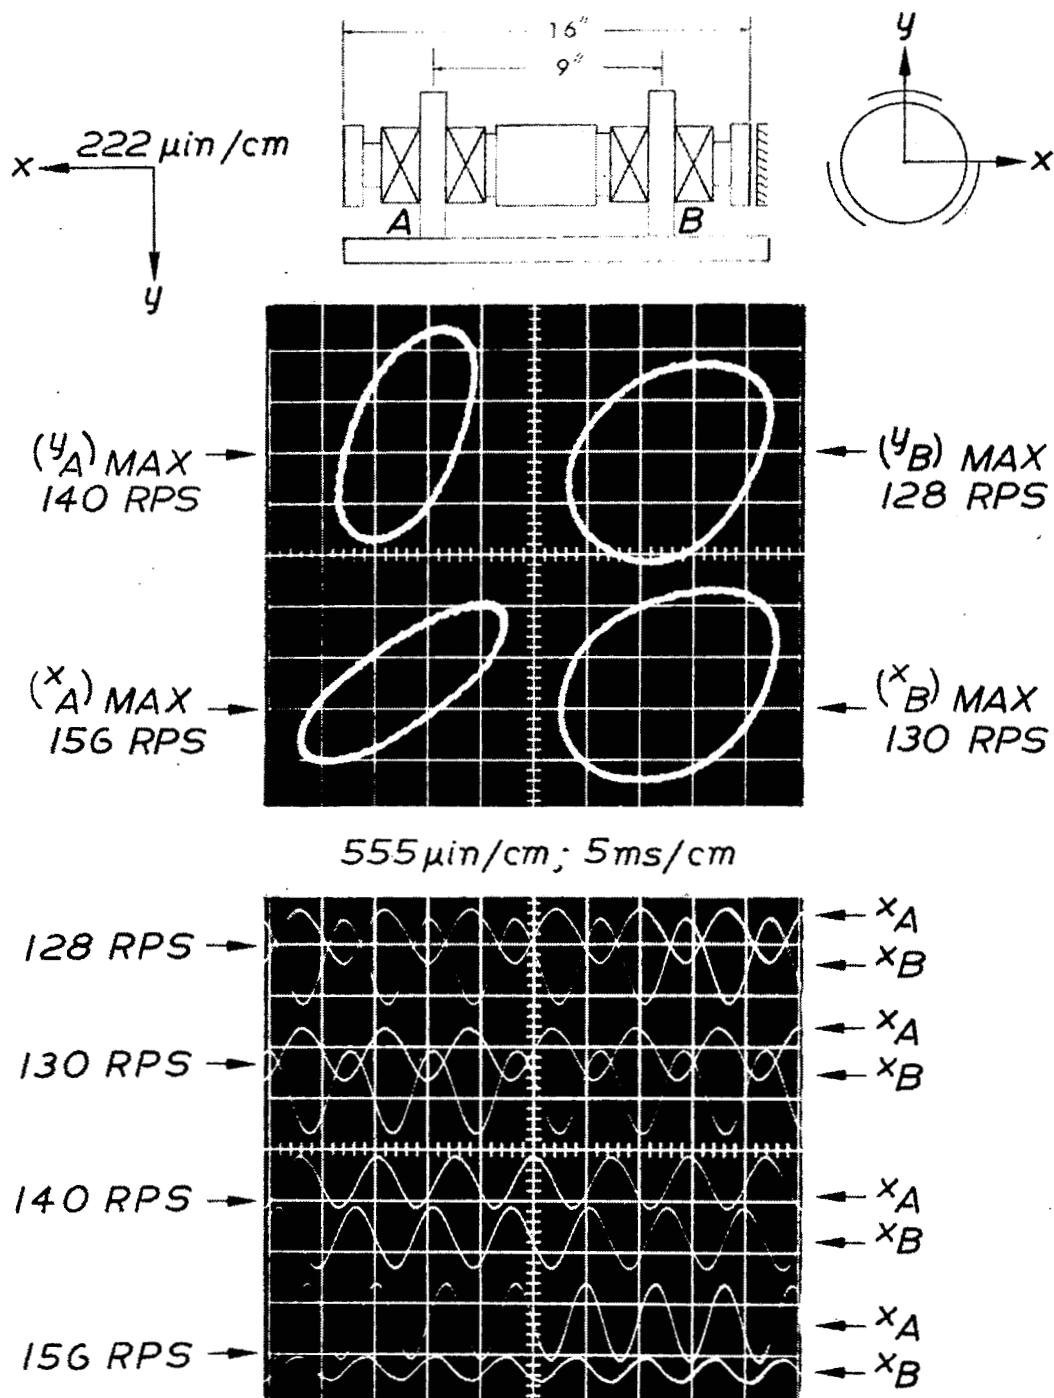 16"
9"
y
x
222 µin/cm
x
y
A
B
(yA) MAX
140 RPS
(yB) MAX
128 RPS
(xA) MAX
156 RPS
(xB) MAX
130 RPS
555 µin/cm; 5ms/cm
128 RPS
xA
xB
130 RPS
xA
xB
140 RPS
xA
xB
156 RPS
xA
xB